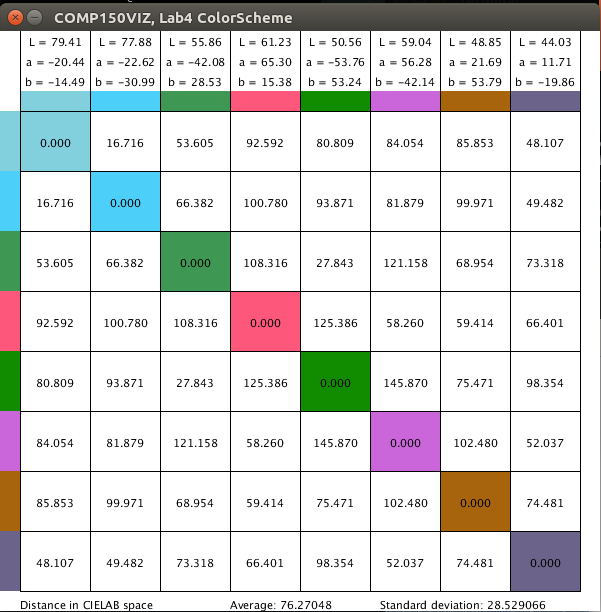 COMP150VIZ, Lab4 ColorScheme
L = 79.41 L = 77.88 L = 55.86 L = 61.23 L = 50.56 L = 59.04 L = 48.85 L = 44.03
a = -20.44 a = -22.62 a = -42.08 a = 65.30 a = -53.76 a = 56.28 a = 21.69 a = 11.71
b = -14.49 b = -30.99 b = 28.53 b = 15.38 b = 53.24 b = -42.14 b = 53.79 b = -19.86
0.000 16.716 53.605 92.592 80.809 84.054 85.853 48.107
16.716 0.000 66.382 100.780 93.871 81.879 99.971 49.482
53.605 66.382 0.000 108.316 27.843 121.158 68.954 73.318
92.592 100.780 108.316 0.000 125.386 58.260 59.414 66.401
80.809 93.871 27.843 125.386 0.000 145.870 75.471 98.354
84.054 81.879 121.158 58.260 145.870 0.000 102.480 52.037
85.853 99.971 68.954 59.414 75.471 102.480 0.000 74.481
48.107 49.482 73.318 66.401 98.354 52.037 74.481 0.000
Distance in CIELAB space Average: 76.27048 Standard deviation: 28.529066